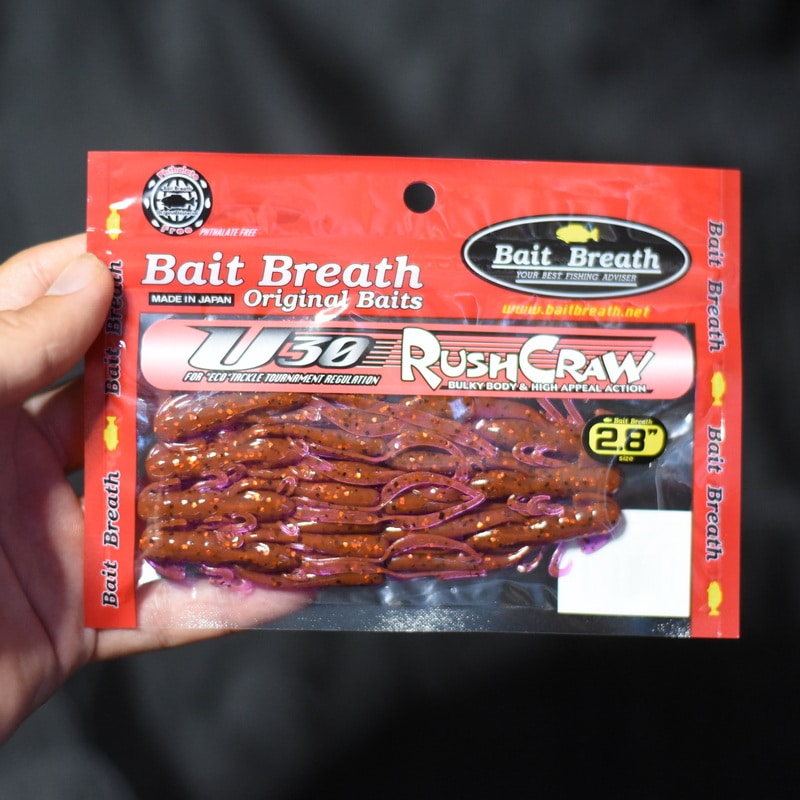 Phthalate
Free
PHTHALATE FREE
Bait Breath
MADE IN JAPAN Original Baits
Bait Breath
YOUR BEST FISHING ADVISER
www.baitbreath.net
U30
FOR "ECO" TACKLE TOURNAMENT REGULATION
RUSHCRAW
BULKY BODY & HIGH APPEAL ACTION
Bait Breath
2.8"
SIZE
Bait Breath
Bait Breath
Bait Breath
Bait Breath